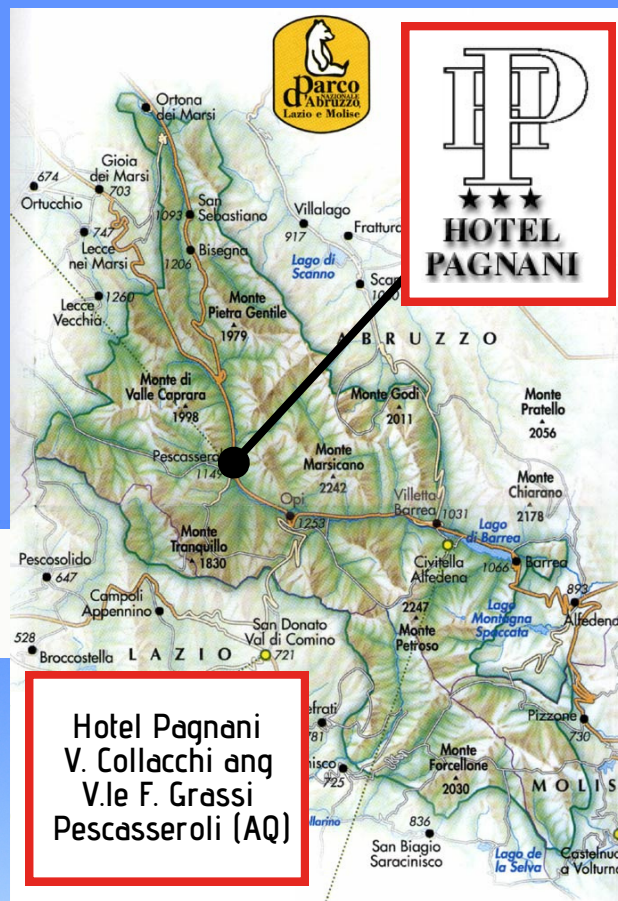 Parco
NAZIONALE
d'Abruzzo,
Lazio e Molise
HP
HOTEL
PAGNANI
Ortona
dei Marsi
Gioia
dei Marsi
703
674
Ortucchio
San
Sebastiano
1093
Villalago
917
Frattura
747
Lecce
nei Marsi
Bisegna
1206
Lago di
Scanno
1260
Lecce
Vecchia
Monte
Pietra Gentile
1979
ABRUZZO
Monte di
Valle Caprara
1998
Monte Godi
2011
Monte
Pratello
2056
1149
Monte
Marsicano
2242
Monte
Chiarano
2178
Opi
1253
Villetta
Barrea
1031
Lago
di Barrea
Monte
Tranquillo
1830
Civitella
Alfedena
1066
Barrea
Pescosolido
647
Campoli
Appennino
2247
Monte
Petroso
Lago
Montagna
Spaccata
893
Alfedena
528
Broccostella
LAZIO
San Donato
Val di Comino
721
Pizzone
730
781
725
Monte
Forcellone
2030
MOLIS
836
San Biagio
Saracinisco
Lago de
la Selva
Castelnuo
a Volturno
Hotel Pagnani
V. Collacchi ang
V.le F. Grassi
Pescasseroli (AQ)